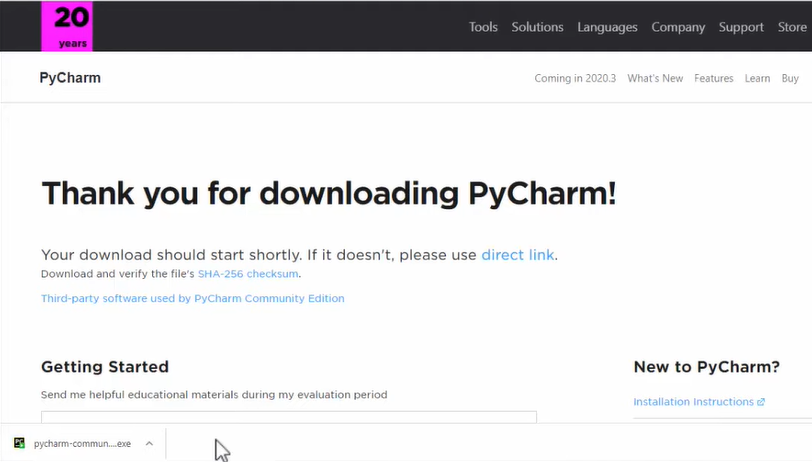 20
years
Tools Solutions Languages Company Support Store
PyCharm
Coming in 2020.3 What's New Features Learn Buy
Thank you for downloading PyCharm!
Your download should start shortly. If it doesn't, please use direct link.
Download and verify the file's SHA-256 checksum.
Third-party software used by PyCharm Community Edition
Getting Started
New to PyCharm?
Send me helpful educational materials during my evaluation period
Installation Instructions
PC
pycharm-commun....exe